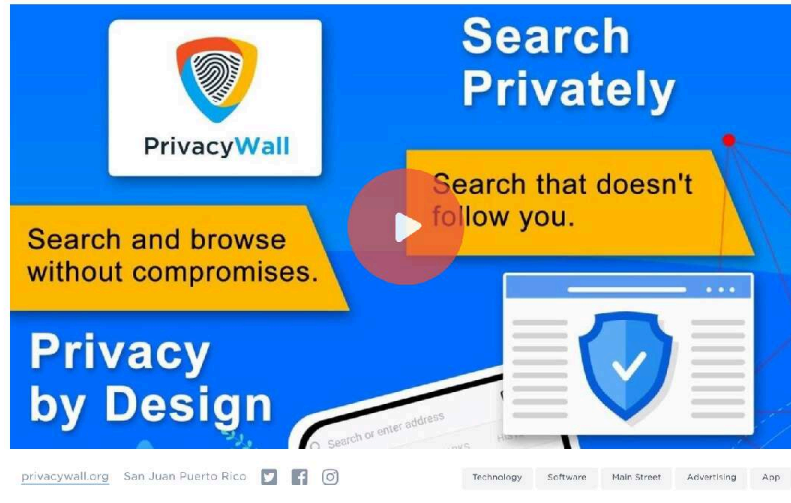 PrivacyWall
Search
Privately
Search that doesn't
follow you.
Search and browse
without compromises.
Privacy
by Design
Search or enter address
privacywall.org San Juan Puerto Rico
Technology Software Main Street Advertising App